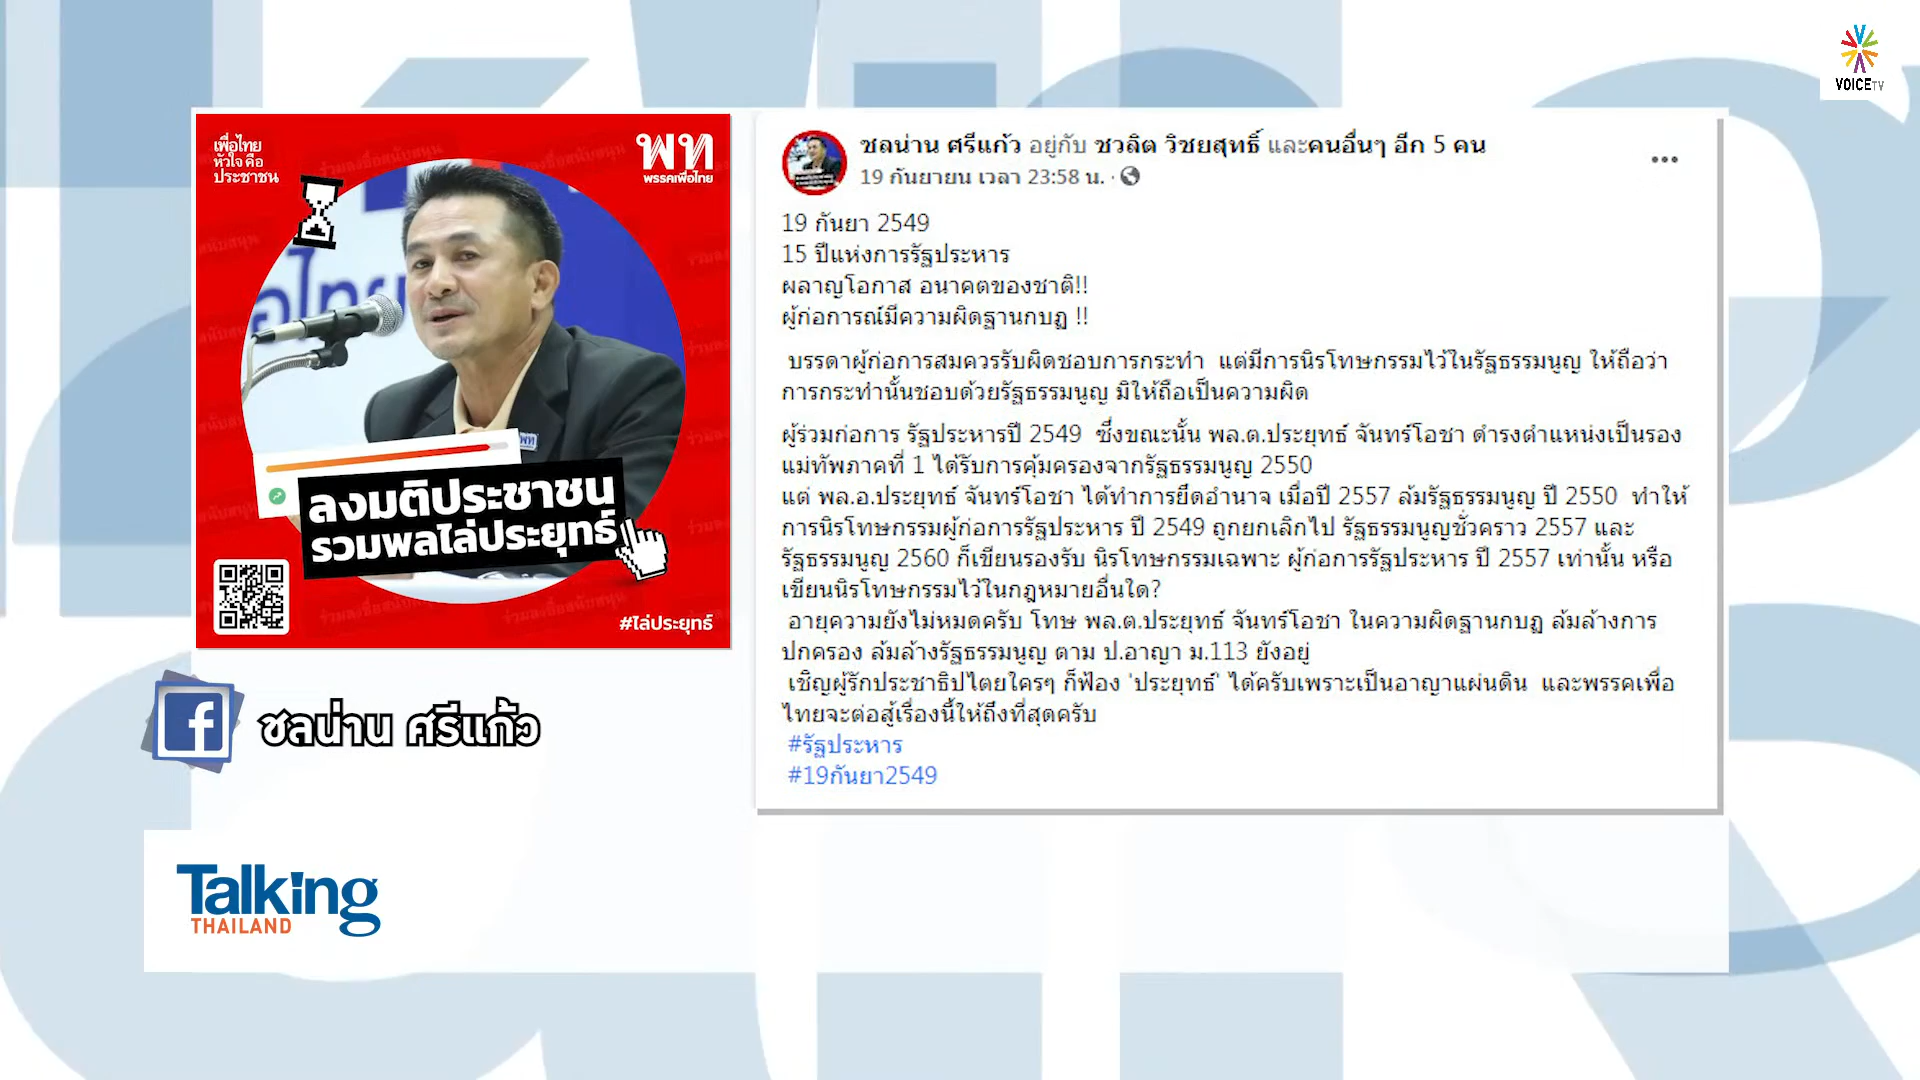 VOICETV
เพื่อไทย
หัวใจ คือ
ประชาชน
พท
พรรคเพื่อไทย
พท
ลงมติประชาชน
รวมพลไล่ประยุทธ์
#ไล่ประยุทธ์
ชลน่าน ศรีแก้ว
ชลน่าน ศรีแก้ว อยู่กับ ชวลิต วิชยสุทธิ์ และคนอื่นๆ อีก 5 คน
19 กันยายน เวลา 23:58 น. ·
19 กันยา 2549
15 ปีแห่งการรัฐประหาร
ผลาญโอกาส อนาคตของชาติ!!
ผู้ก่อการณ์มีความผิดฐานกบฏ !!
บรรดาผู้ก่อการสมควรรับผิดชอบการกระทำ แต่มีการนิรโทษกรรมไว้ในรัฐธรรมนูญ ให้ถือว่า
การกระทำนั้นชอบด้วยรัฐธรรมนูญ มิให้ถือเป็นความผิด
ผู้ร่วมก่อการ รัฐประหารปี 2549 ซึ่งขณะนั้น พล.ต.ประยุทธ์ จันทร์โอชา ดำรงตำแหน่งเป็นรอง
แม่ทัพภาคที่ 1 ได้รับการคุ้มครองจากรัฐธรรมนูญ 2550
แต่ พล.อ.ประยุทธ์ จันทร์โอชา ได้ทำการยึดอำนาจ เมื่อปี 2557 ล้มรัฐธรรมนูญ ปี 2550 ทำให้
การนิรโทษกรรมผู้ก่อการรัฐประหาร ปี 2549 ถูกยกเลิกไป รัฐธรรมนูญชั่วคราว 2557 และ
รัฐธรรมนูญ 2560 ก็เขียนรองรับ นิรโทษกรรมเฉพาะ ผู้ก่อการรัฐประหาร ปี 2557 เท่านั้น หรือ
เขียนนิรโทษกรรมไว้ในกฎหมายอื่นใด?
อายุความยังไม่หมดครับ โทษ พล.ต.ประยุทธ์ จันทร์โอชา ในความผิดฐานกบฏ ล้มล้างการ
ปกครอง ล้มล้างรัฐธรรมนูญ ตาม ป.อาญา ม.113 ยังอยู่
เชิญผู้รักประชาธิปไตยใครๆ ก็ฟ้อง 'ประยุทธ์' ได้ครับเพราะเป็นอาญาแผ่นดิน และพรรคเพื่อ
ไทยจะต่อสู้เรื่องนี้ให้ถึงที่สุดครับ
#รัฐประหาร
#19กันยา2549
Talking
THAILAND